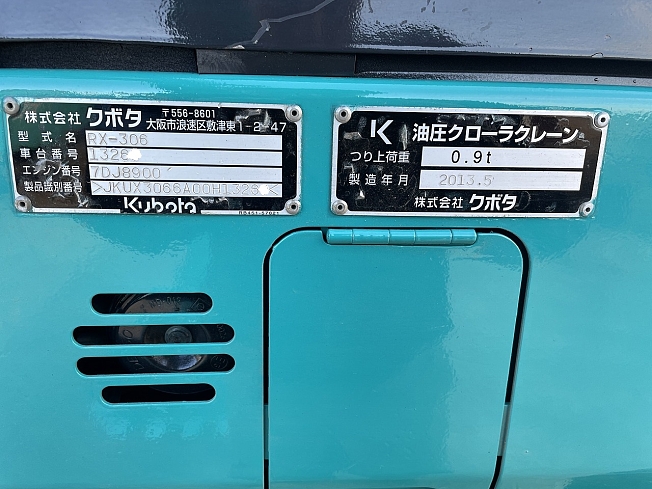 株式会社 クボタ 〒556-8601
大阪市浪速区敷津東1-2-47
型式名 RX-306
車台番号 1328
エンジン番号 7DJ8900
製品識別番号
Kubota
油圧クローラクレーン
つり上荷重 0.9t
製造年月 2013.5
株式会社 クボタ